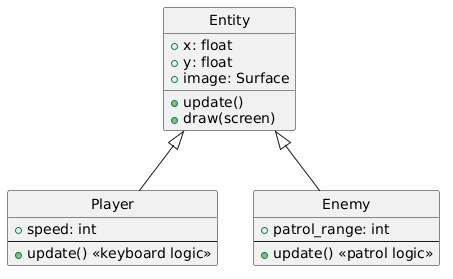 Entity
x: float
y: float
image: Surface
update()
draw(screen)
Player
speed: int
update() «keyboard logic»
Enemy
patrol_range: int
update() «patrol logic»